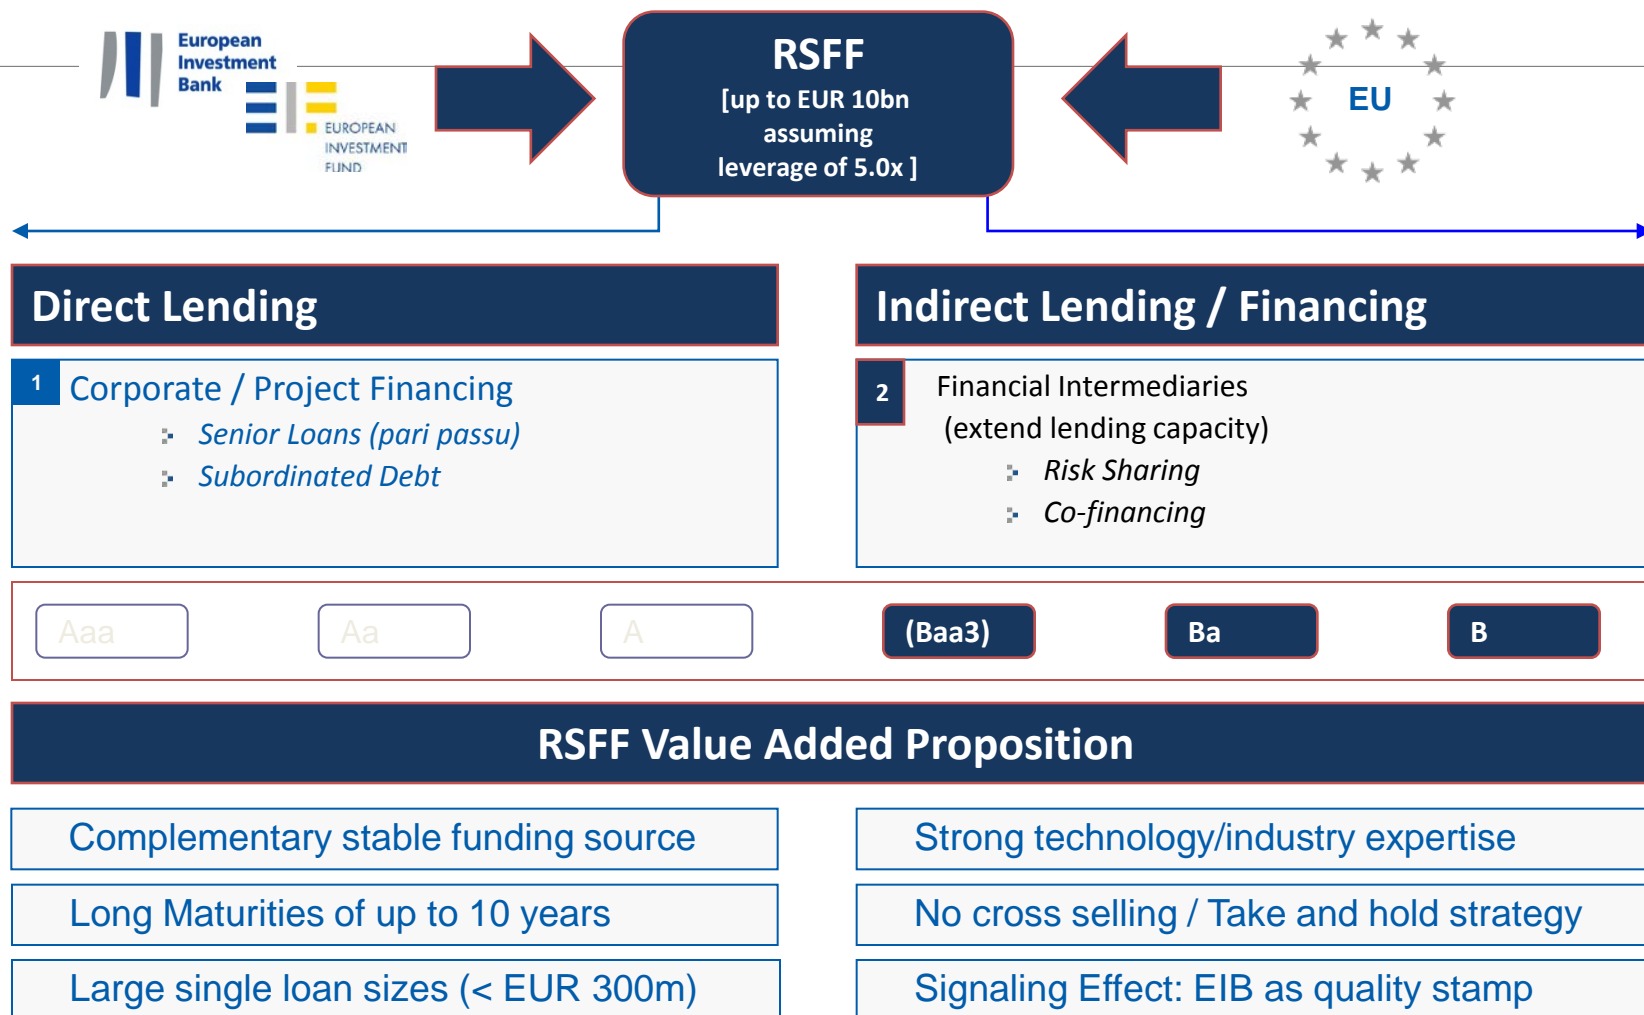 European
Investment
Bank
EUROPEAN
INVESTMENT
FUND
RSFF
[up to EUR 10bn
assuming
leverage of 5.0x ]
EU
Direct Lending
1 Corporate / Project Financing
Senior Loans (pari passu)
Subordinated Debt
Indirect Lending / Financing
2 Financial Intermediaries
(extend lending capacity)
Risk Sharing
Co-financing
Aaa Aa A (Baa3) Ba B
RSFF Value Added Proposition
Complementary stable funding source
Long Maturities of up to 10 years
Large single loan sizes (< EUR 300m)
Strong technology/industry expertise
No cross selling / Take and hold strategy
Signaling Effect: EIB as quality stamp